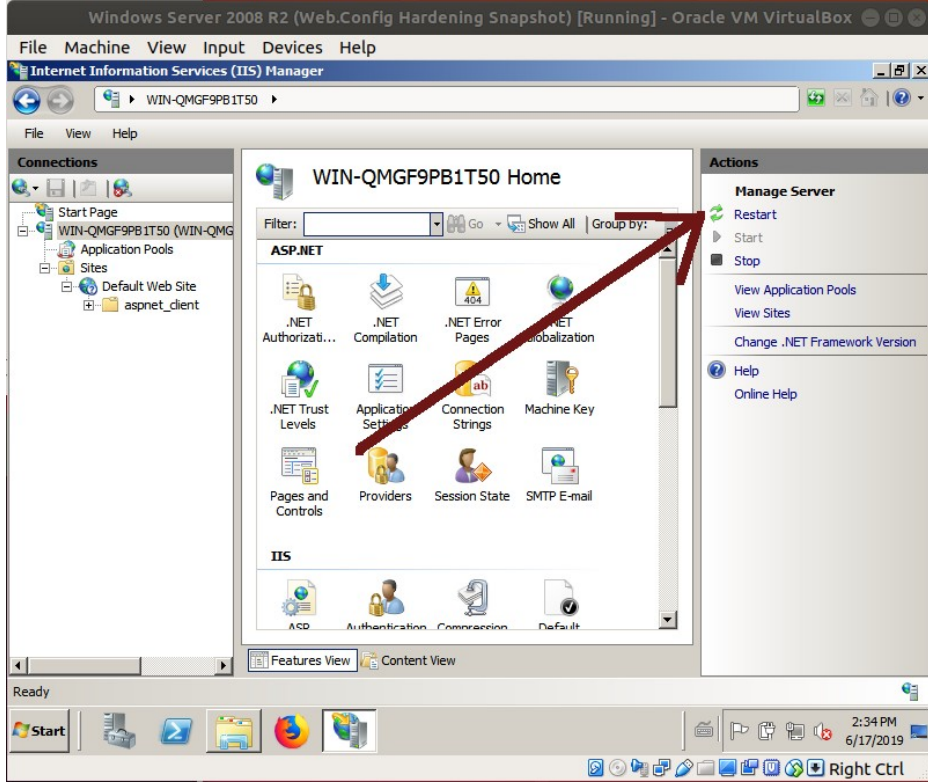 Windows Server 2008 R2 (Web.Config Hardening Snapshot) [Running] - Oracle VM VirtualBox
File Machine View Input Devices Help
Internet Information Services (IIS) Manager
WIN-QMGF9PB1T50
File View Help
Connections
Start Page
WIN-QMGF9PB1T50 (WIN-QMG
Application Pools
Sites
Default Web Site
aspnet_client
WIN-QMGF9PB1T50 Home
Filter: Go Show All Group by:
ASP.NET
.NET Authorizati...
.NET Compilation
.NET Error Pages
.NET Globalization
.NET Trust Levels
Application Settings
Connection Strings
Machine Key
Pages and Controls
Providers
Session State
SMTP E-mail
IIS
ASP
Authentication
Compression
Default
Features View
Content View
Actions
Manage Server
Restart
Start
Stop
View Application Pools
View Sites
Change .NET Framework Version
Help
Online Help
Ready
Start
2:34 PM
6/17/2019
Right Ctrl